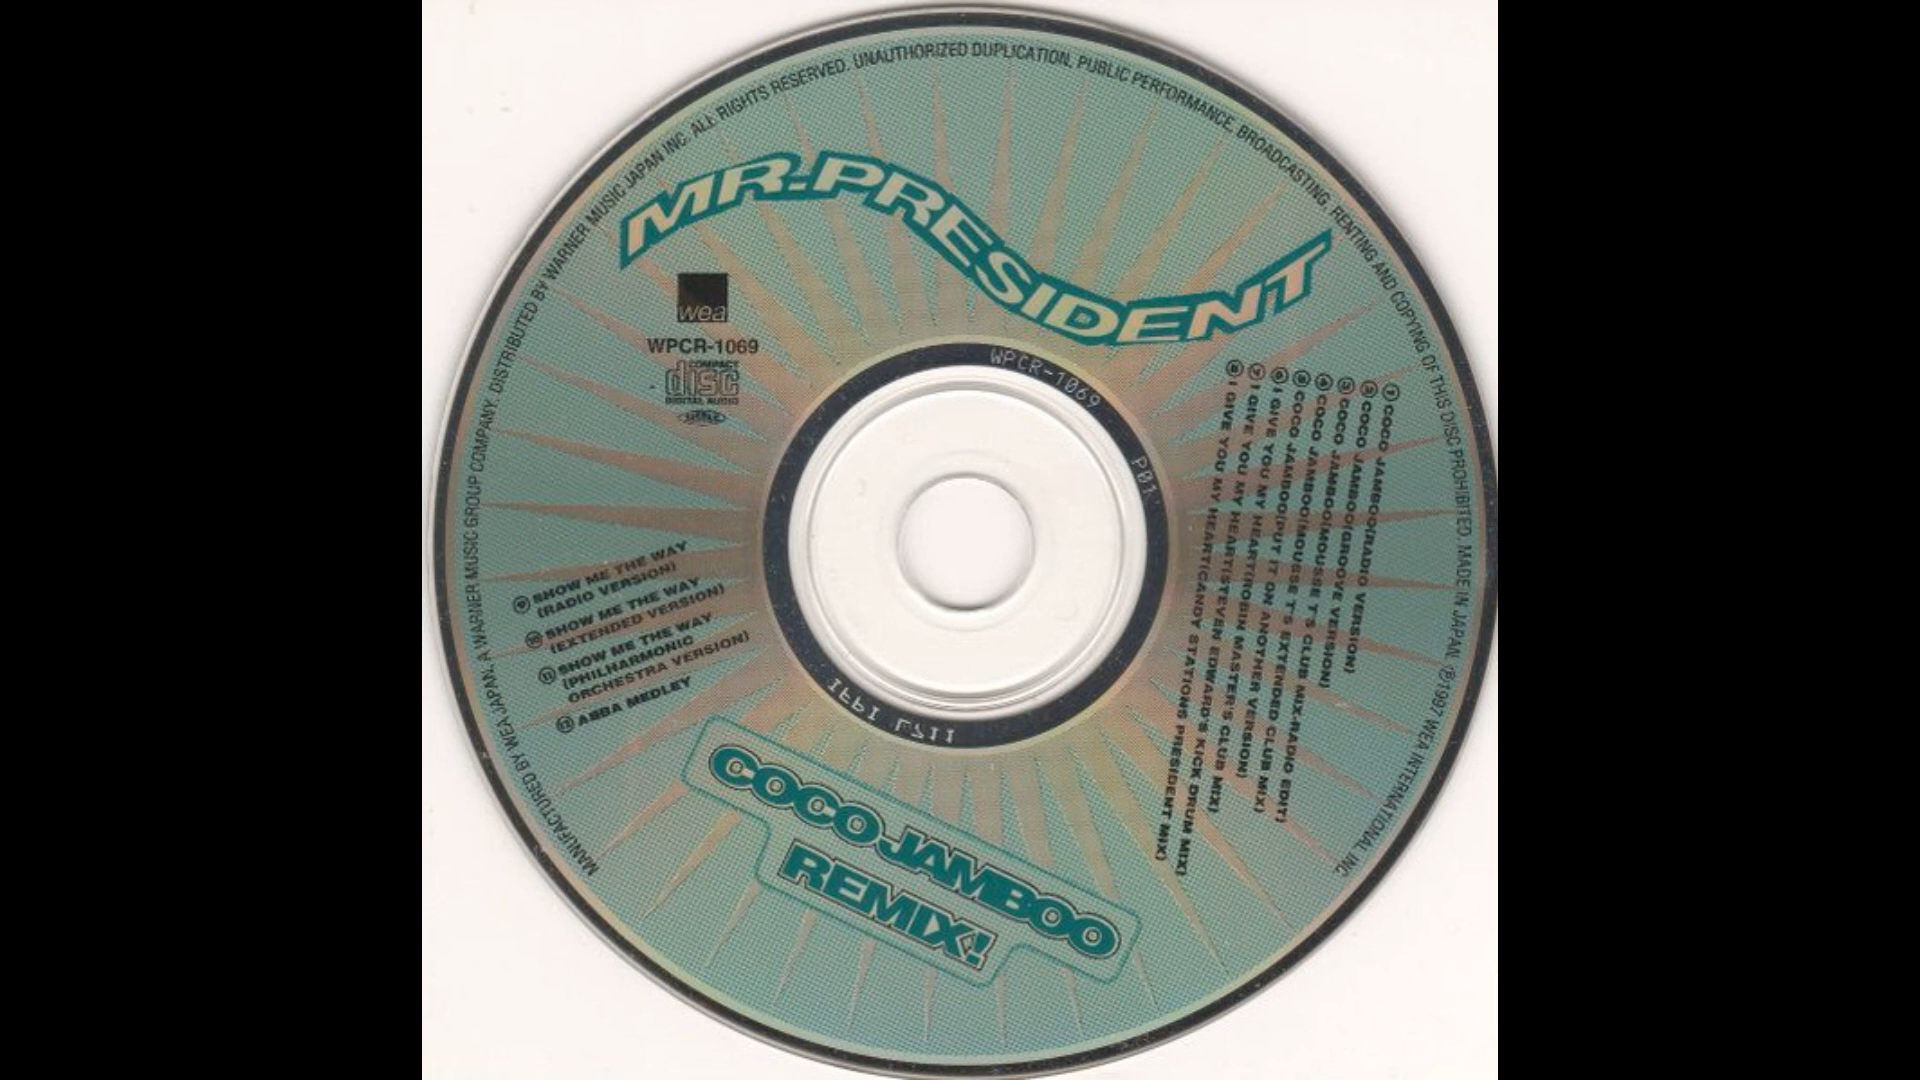 MANUFACTURED BY WEA JAPAN, A WARNER MUSIC GROUP COMPANY. DISTRIBUTED BY WARNER MUSIC JAPAN INC. ALL RIGHTS RESERVED. UNAUTHORIZED DUPLICATION, PUBLIC PERFORMANCE, BROADCASTING, RENTING AND COPYING OF THIS DISC PROHIBITED. MADE IN JAPAN. ℗1997 WEA INTERNATIONAL INC.
MR.PRESIDENT
wea
WPCR-1069
COMPACT
disc
DIGITAL AUDIO
WPCR-1069
P01
IFPI L711
① COCO JAMBOO(RADIO VERSION)
② COCO JAMBOO(GROOVE VERSION)
③ COCO JAMBOO(MOUSSE T'S CLUB MIX-RADIO EDIT)
④ COCO JAMBOO(MOUSSE T'S EXTENDED CLUB MIX)
⑤ COCO JAMBOO(PUT IT ON ANOTHER VERSION)
⑥ I GIVE YOU MY HEART(ROBIN MASTER'S CLUB MIX)
⑦ I GIVE YOU MY HEART(STEVEN EDWARD'S KICK DRUM MIX)
⑧ I GIVE YOU MY HEART(CANDY STATIONS PRESIDENT MIX)
⑨ SHOW ME THE WAY
(RADIO VERSION)
⑩ SHOW ME THE WAY
(EXTENDED VERSION)
⑪ SHOW ME THE WAY
(PHILHARMONIC
ORCHESTRA VERSION)
⑫ ABBA MEDLEY
COCO JAMBOO
REMIX!